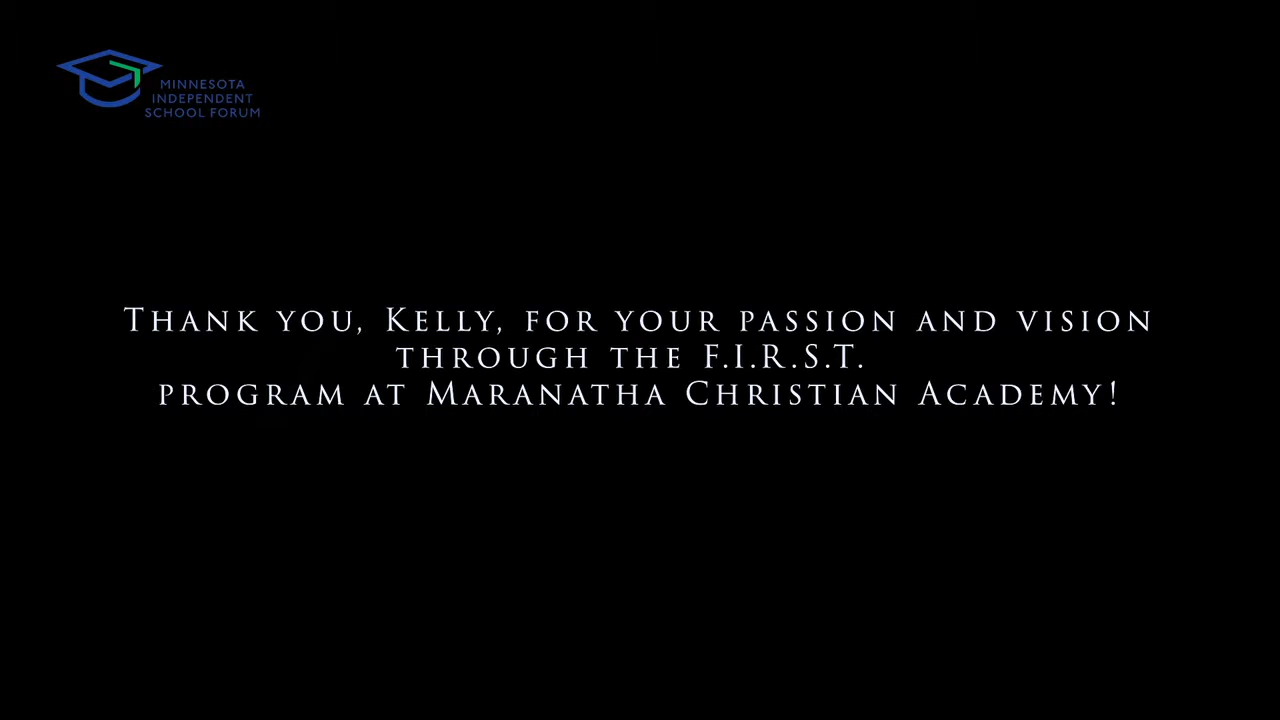 MINNESOTA
INDEPENDENT
SCHOOL FORUM
Thank you, Kelly, for your passion and vision
through the F.I.R.S.T.
program at Maranatha Christian Academy!